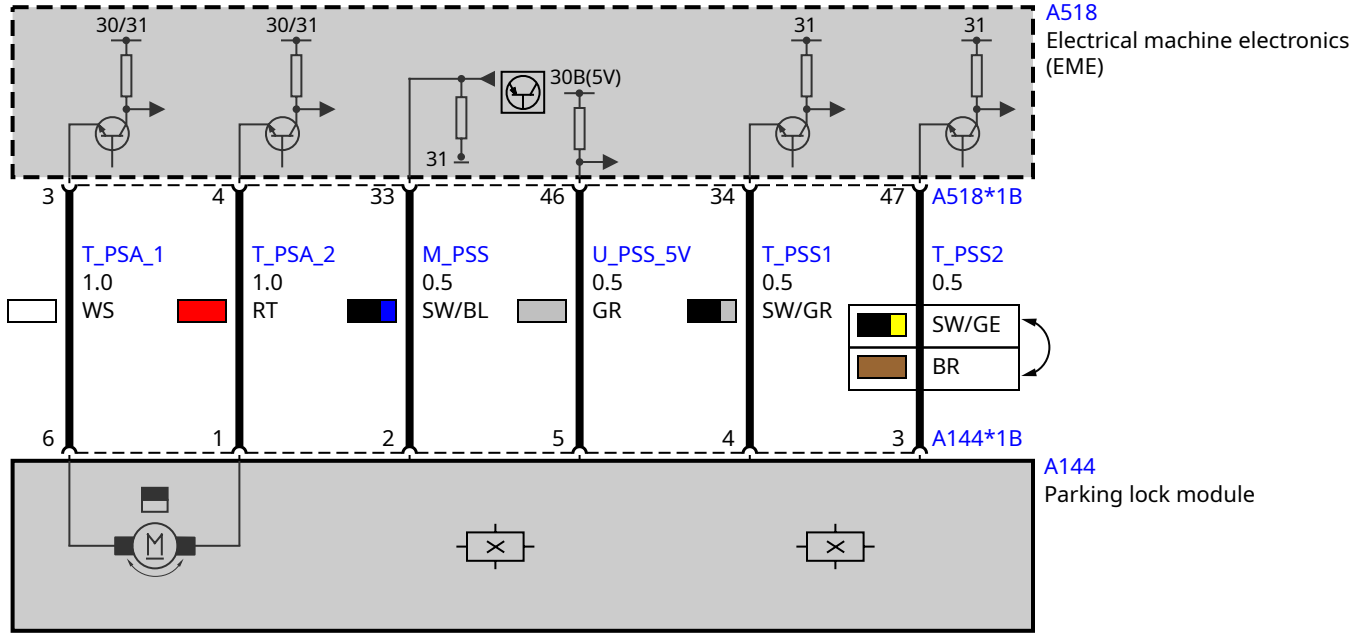 30/31 30/31 31 31
A518
Electrical machine electronics
(EME)
30B(5V)
31
3 4 33 46 34 47 A518*1B
T_PSA_1 T_PSA_2 M_PSS U_PSS_5V T_PSS1 T_PSS2
1.0 1.0 0.5 0.5 0.5 0.5
WS RT SW/BL GR SW/GR SW/GE
BR
6 1 2 5 4 3 A144*1B
A144
Parking lock module
M